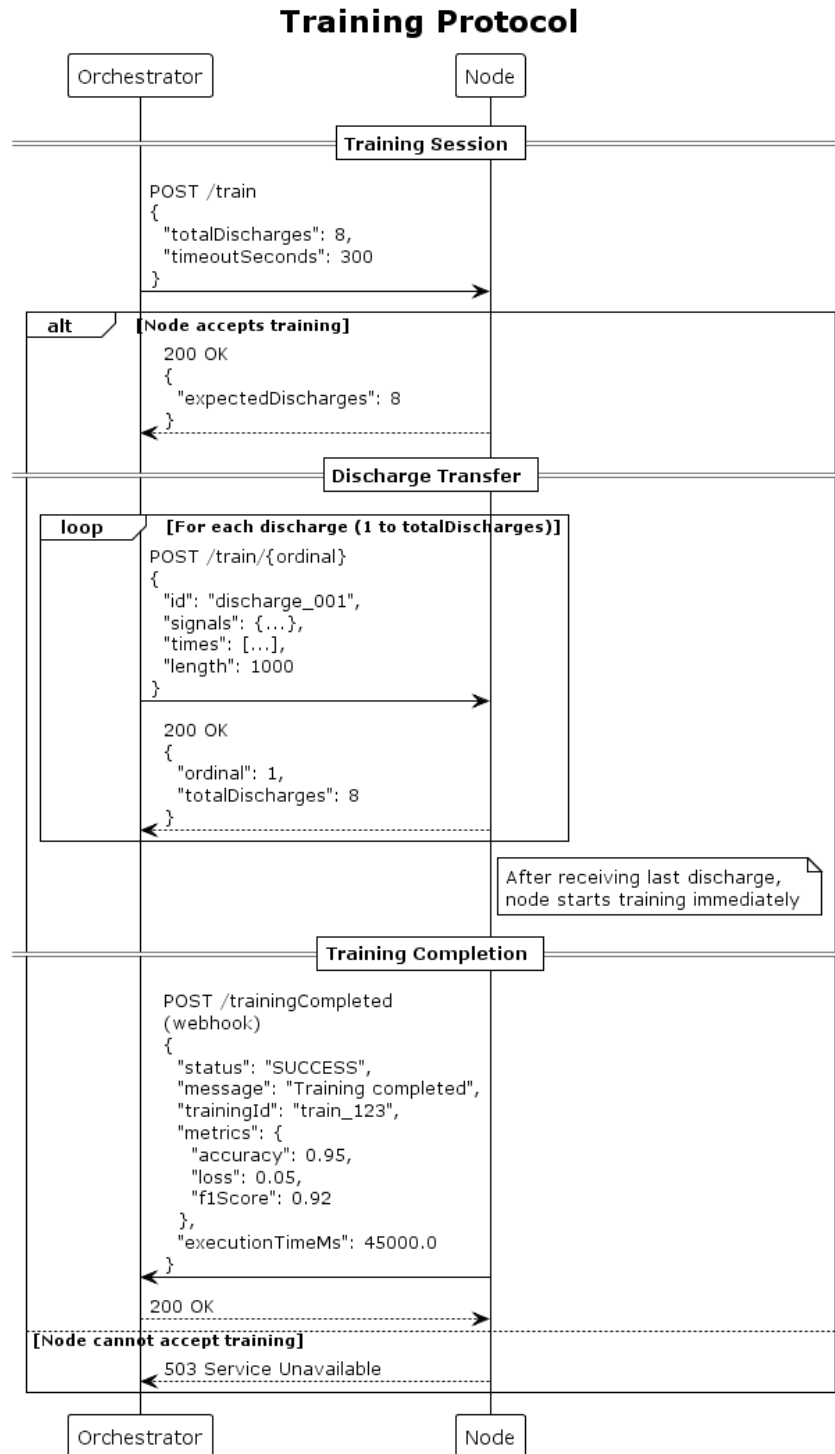 Training Protocol
Orchestrator
Node
Training Session
POST /train
{
"totalDischarges": 8,
"timeoutSeconds": 300
}
alt
[Node accepts training]
200 OK
{
"expectedDischarges": 8
}
Discharge Transfer
loop
[For each discharge (1 to totalDischarges)]
POST /train/{ordinal}
{
"id": "discharge_001",
"signals": {...},
"times": [...],
"length": 1000
}
200 OK
{
"ordinal": 1,
"totalDischarges": 8
}
After receiving last discharge,
node starts training immediately
Training Completion
POST /trainingCompleted
(webhook)
{
"status": "SUCCESS",
"message": "Training completed",
"trainingId": "train_123",
"metrics": {
"accuracy": 0.95,
"loss": 0.05,
"f1Score": 0.92
},
"executionTimeMs": 45000.0
}
200 OK
[Node cannot accept training]
503 Service Unavailable
Orchestrator
Node